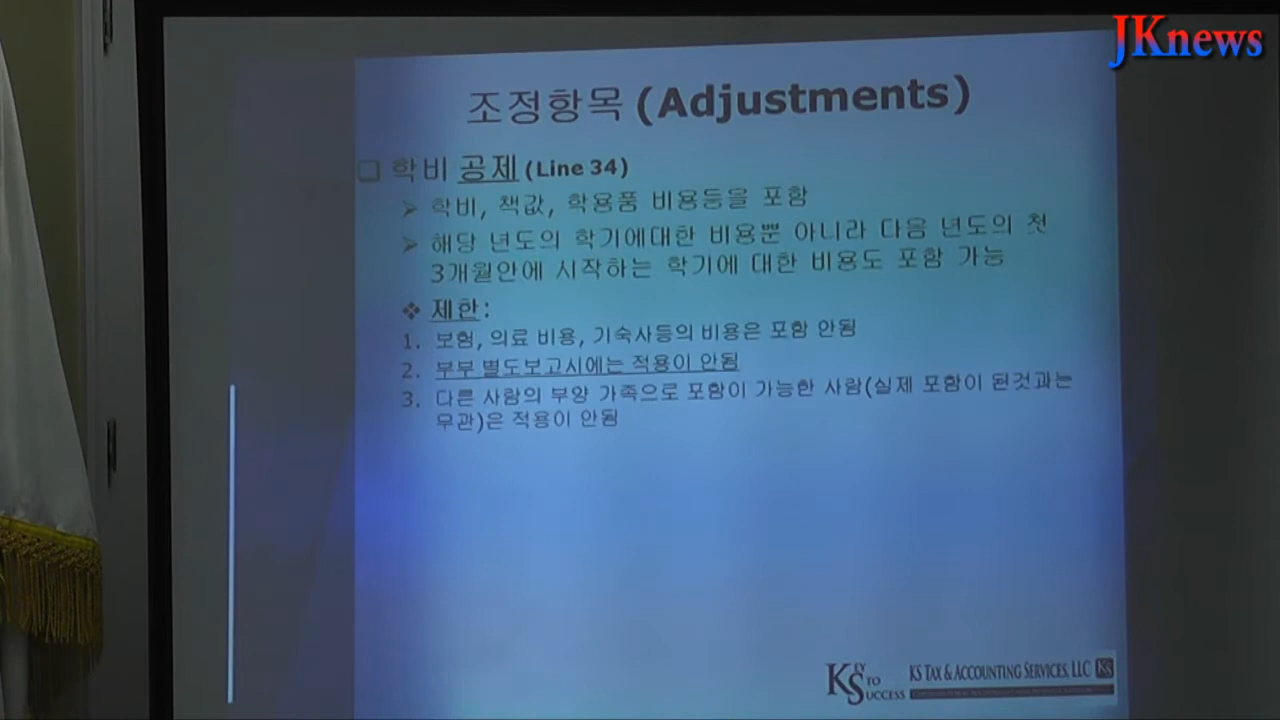 JKnews
조정항목 (Adjustments)
학비 공제 (Line 34)
학비, 책값, 학용품 비용등을 포함
해당 년도의 학기에대한 비용뿐 아니라 다음 년도의 첫
3개월안에 시작하는 학기에 대한 비용도 포함 가능
제한:
1. 보험, 의료 비용, 기숙사등의 비용은 포함 안됨
2. 부부 별도보고시에는 적용이 안됨
3. 다른 사람의 부양 가족으로 포함이 가능한 사람(실제 포함이 된것과는
무관)은 적용이 안됨
KEY TO SUCCESS
KS TAX & ACCOUNTING SERVICES, LLC KS